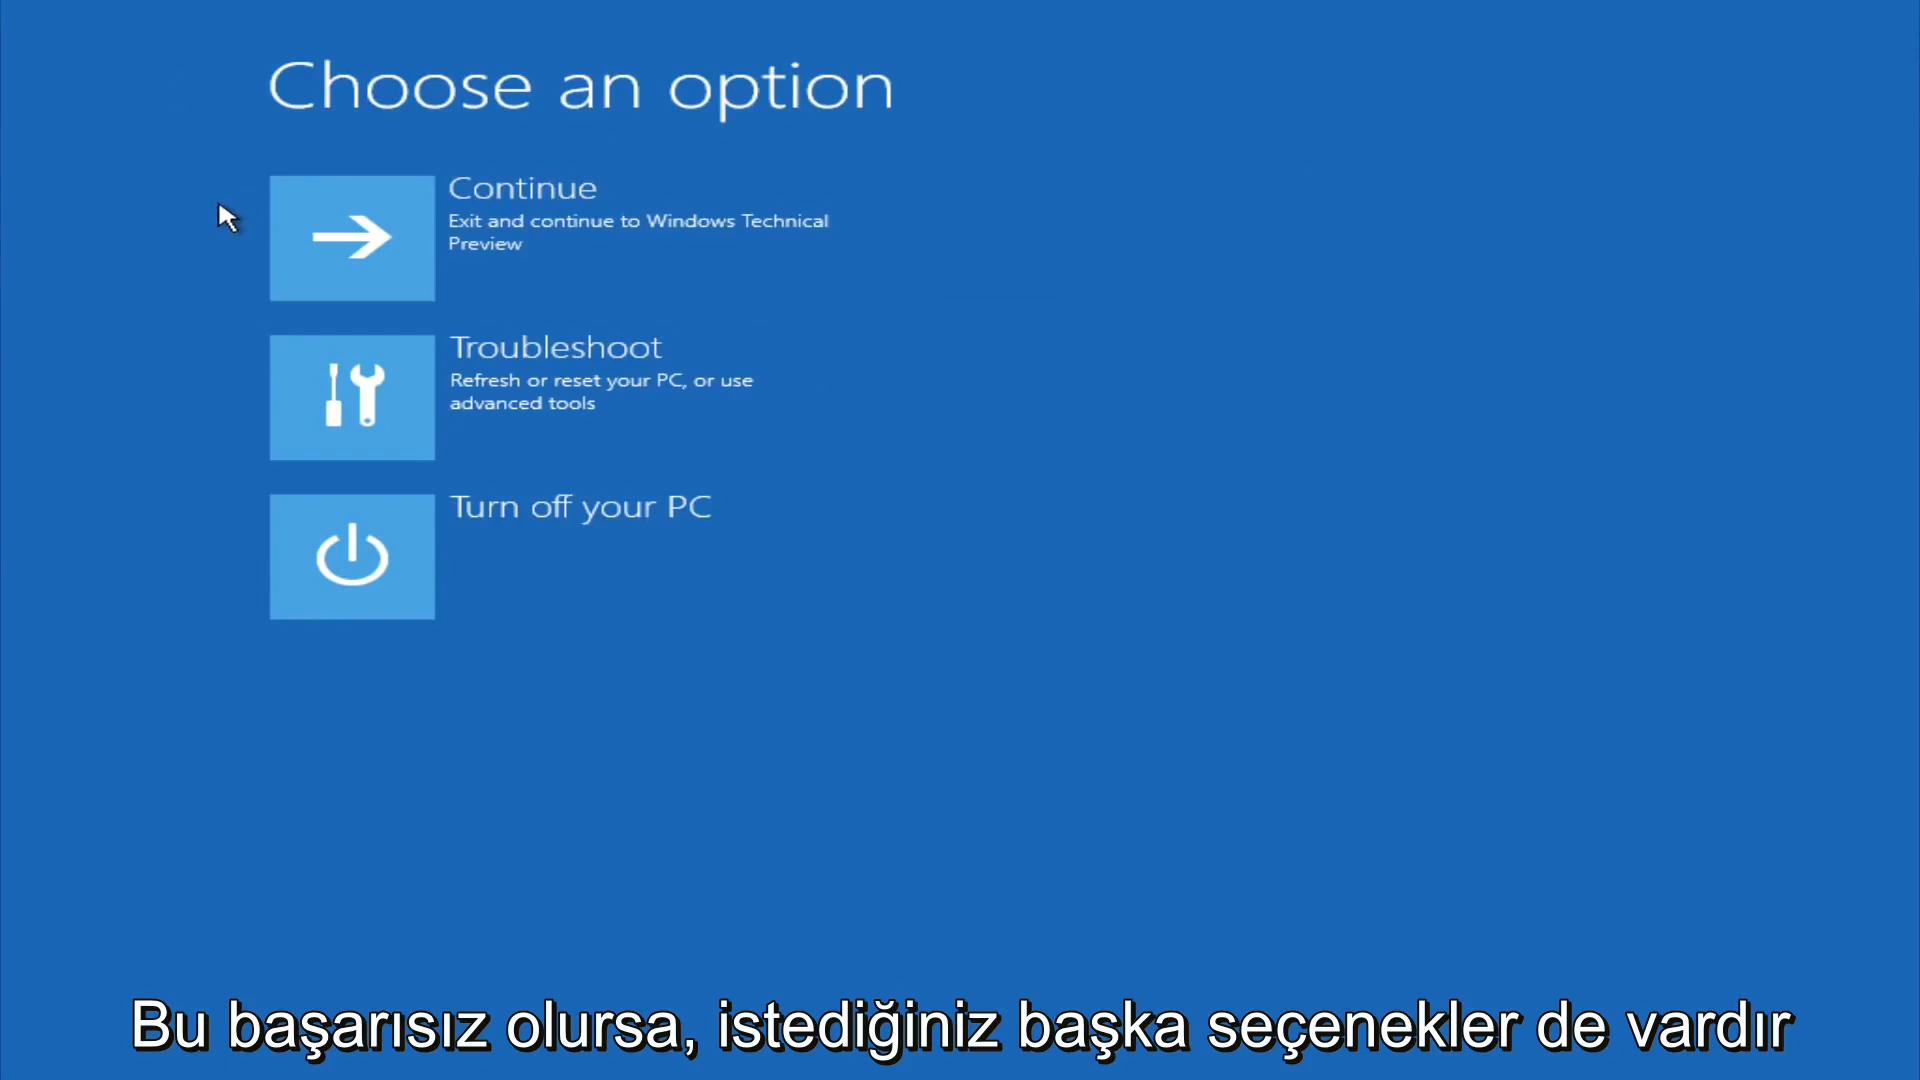 Choose an option
Continue
Exit and continue to Windows Technical
Preview
Troubleshoot
Refresh or reset your PC, or use
advanced tools
Turn off your PC
Bu başarısız olursa, istediğiniz başka seçenekler de vardır